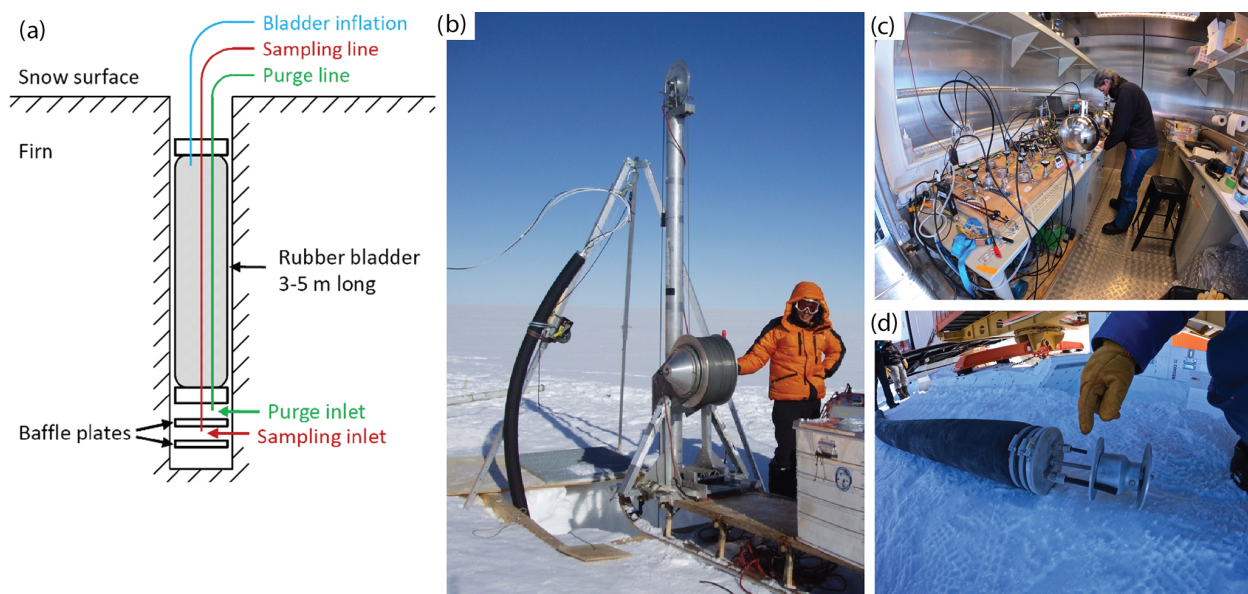 (a)
Bladder inflation
Sampling line
Purge line
Snow surface
Firn
Rubber bladder
3-5 m long
Purge inlet
Baffle plates
Sampling inlet
(b)
(c)
(d)